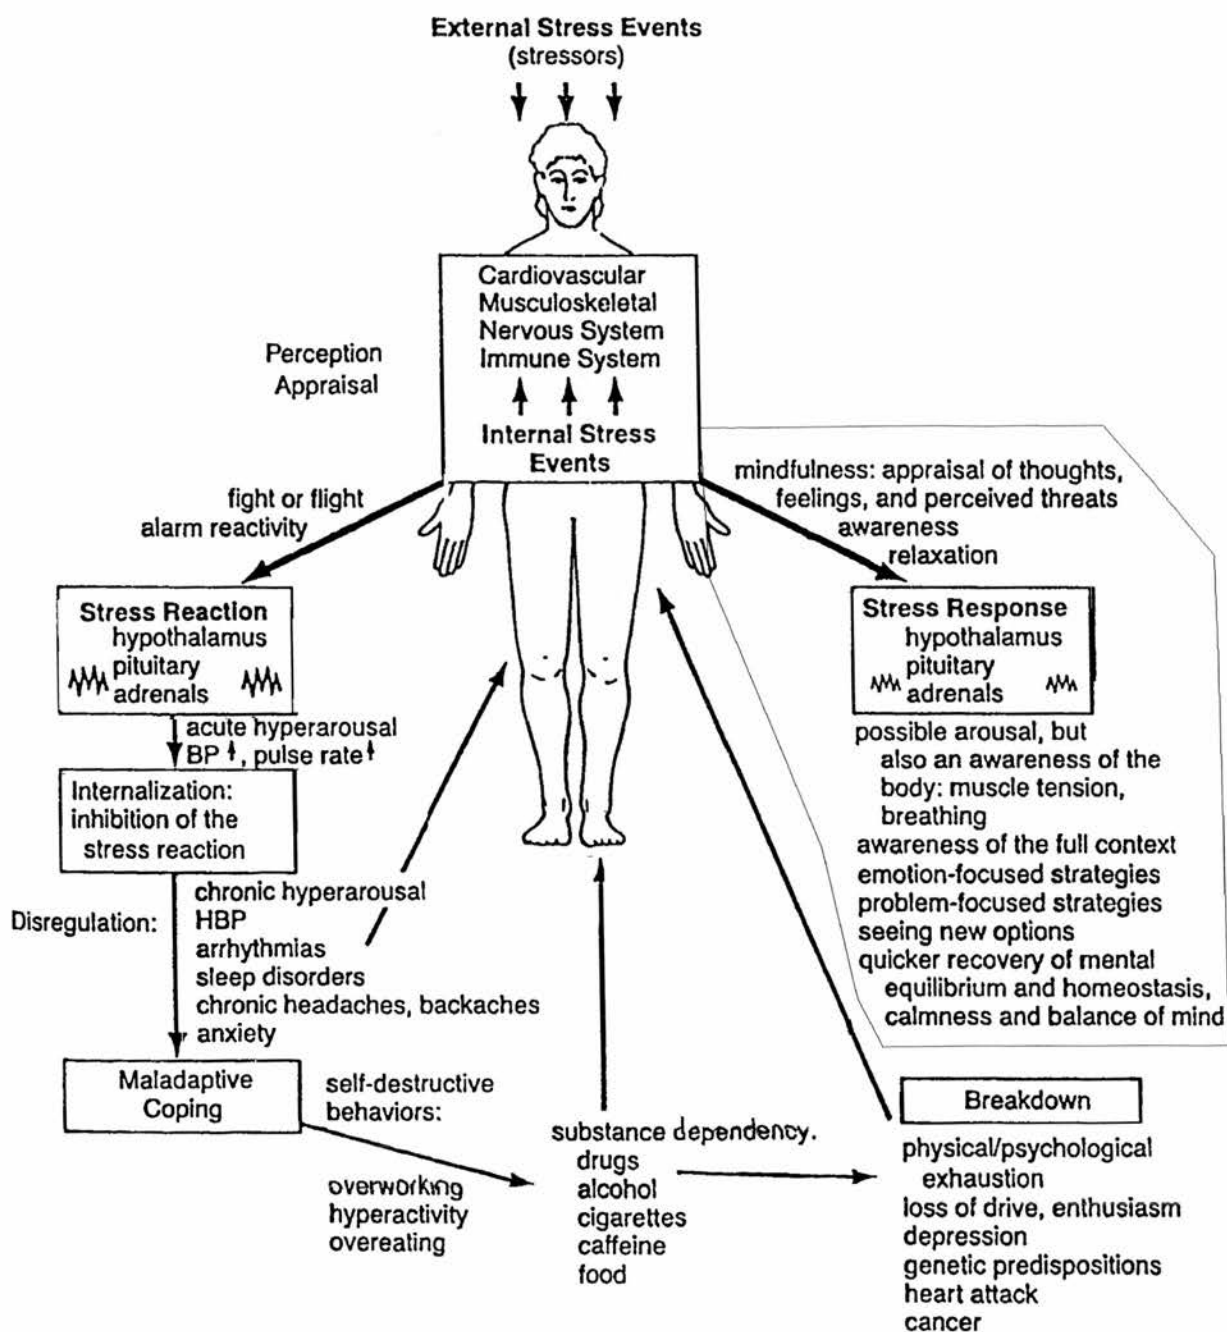 External Stress Events
(stressors)
Cardiovascular
Musculoskeletal
Nervous System
Immune System
Internal Stress
Events
Perception
Appraisal
fight or flight
alarm reactivity
Stress Reaction
hypothalamus
pituitary
adrenals
acute hyperarousal
BP ↑, pulse rate ↑
Internalization:
inhibition of the
stress reaction
Disregulation:
chronic hyperarousal
HBP
arrhythmias
sleep disorders
chronic headaches, backaches
anxiety
Maladaptive
Coping
self-destructive
behaviors:
overworking
hyperactivity
overeating
substance dependency.
drugs
alcohol
cigarettes
caffeine
food
mindfulness: appraisal of thoughts,
feelings, and perceived threats
awareness
relaxation
Stress Response
hypothalamus
pituitary
adrenals
possible arousal, but
also an awareness of the
body: muscle tension,
breathing
awareness of the full context
emotion-focused strategies
problem-focused strategies
seeing new options
quicker recovery of mental
equilibrium and homeostasis,
calmness and balance of mind
Breakdown
physical/psychological
exhaustion
loss of drive, enthusiasm
depression
genetic predispositions
heart attack
cancer